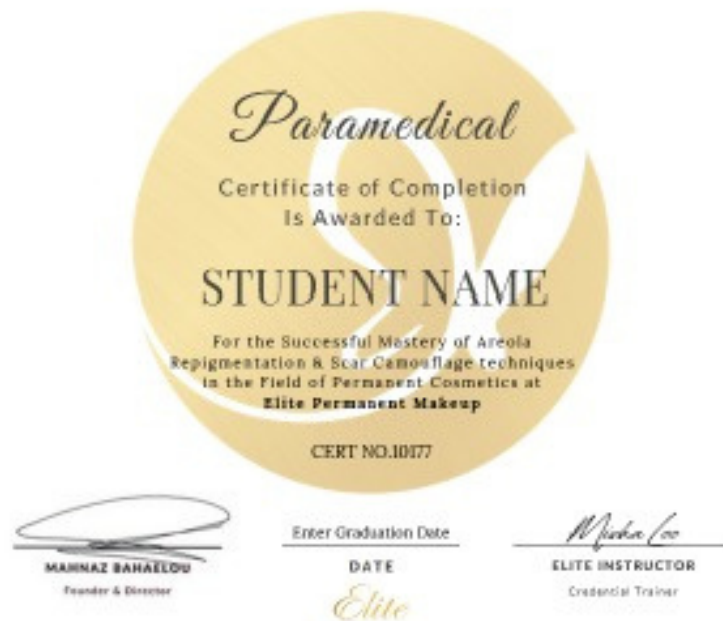 Paramedical
Certificate of Completion
Is Awarded To:
STUDENT NAME
For the Successful Mastery of Areola
Repigmentation & Scar Camouflage techniques
in the Field of Permanent Cosmetics at
Elite Permanent Makeup
CERT NO.10177
Enter Graduation Date
MAHNAZ BAHAELOU
DATE
ELITE INSTRUCTOR
Founder & Director
Credential Trainer
Elite